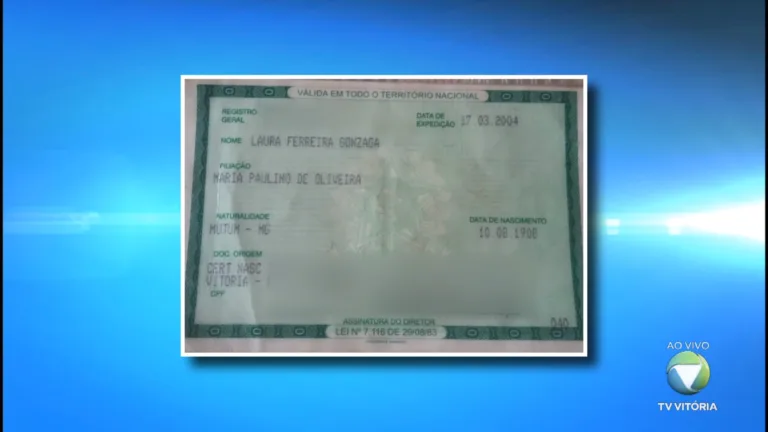 VÁLIDA EM TODO O TERRITÓRIO NACIONAL
REGISTRO GERAL
DATA DE EXPEDIÇÃO 17 03 2004
NOME LAURA FERREIRA GONZAGA
FILIAÇÃO
MARIA PAULINO DE OLIVEIRA
NATURALIDADE
DATA DE NASCIMENTO
MUTUM - MG
10 08 1906
DOC ORIGEM
CERT NASC
VITORIA -
CPF
ASSINATURA DO DIRETOR
LEI Nº 7.116 DE 29/08/83
AO VIVO
TV VITÓRIA